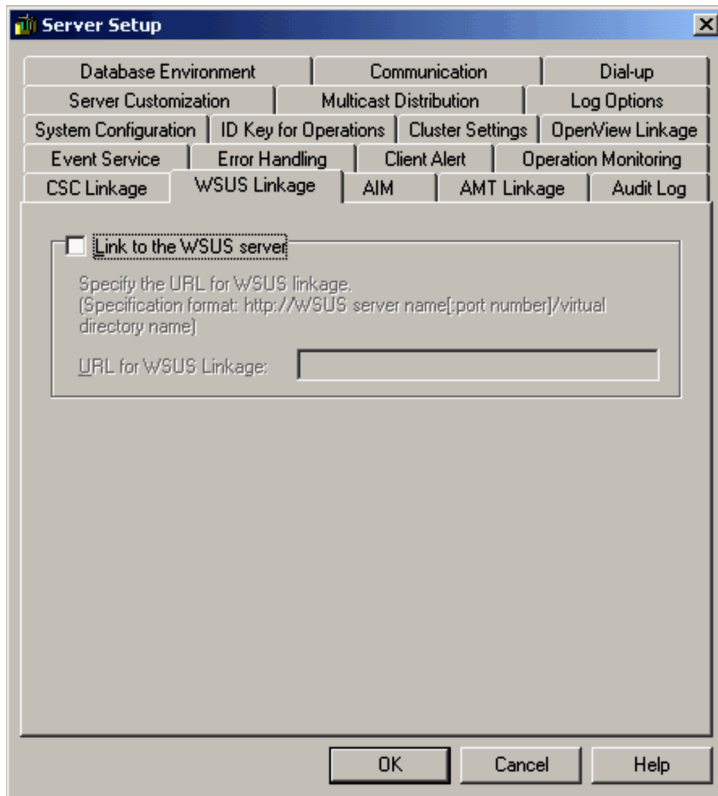 Server Setup
Database Environment Communication Dial-up
Server Customization Multicast Distribution Log Options
System Configuration ID Key for Operations Cluster Settings OpenView Linkage
Event Service Error Handling Client Alert Operation Monitoring
CSC Linkage WSUS Linkage AIM AMT Linkage Audit Log
Link to the WSUS server
Specify the URL for WSUS linkage.
(Specification format: http://WSUS server name[:port number]/virtual
directory name)
URL for WSUS Linkage:
OK Cancel Help